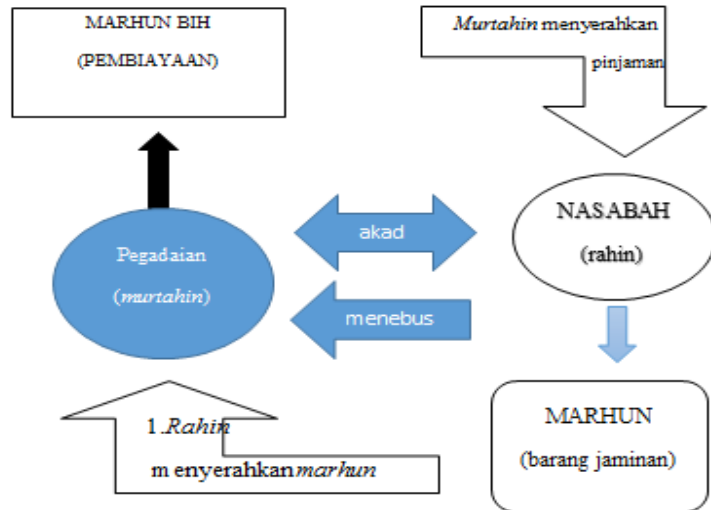 MARHUN BIH
(PEMBIAYAAN)
Murtahin menyerahkan
pinjaman
Pegadaian
(murtahin)
akad
menebus
NASABAH
(rahin)
1.Rahin
menyerahkan marhun
MARHUN
(barang jaminan)